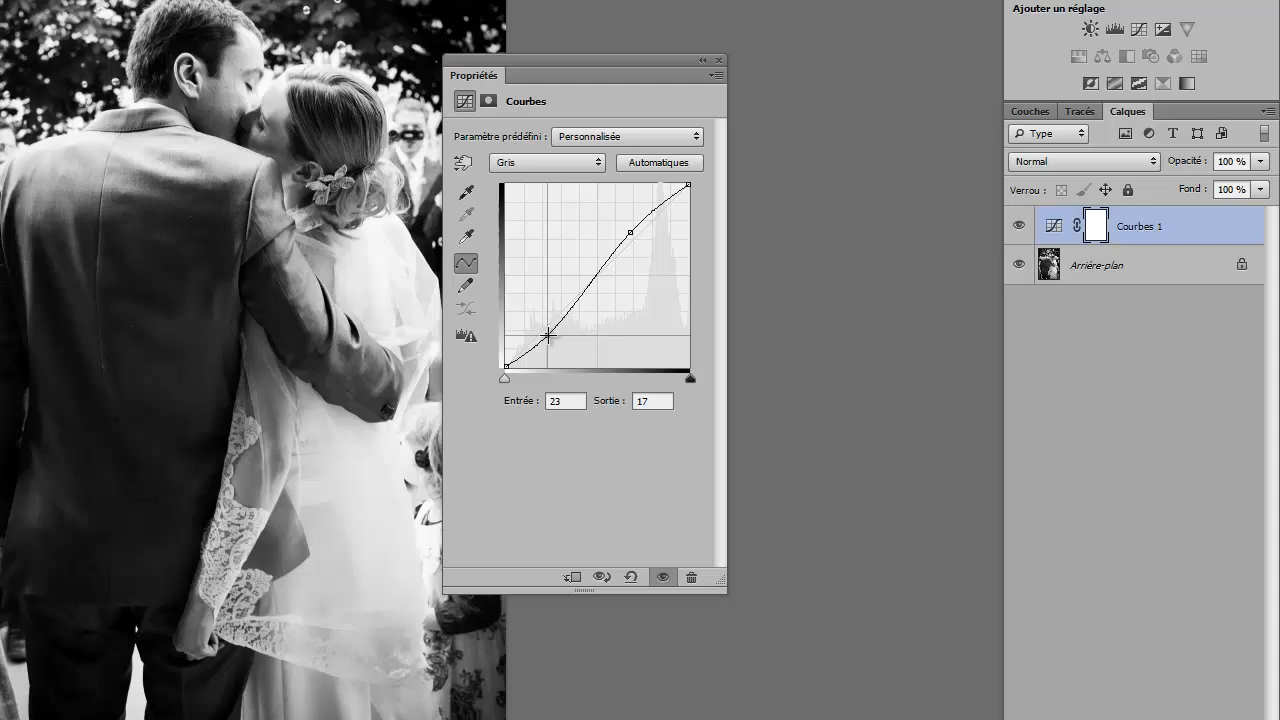 Ajouter un réglage
Propriétés
Courbes
Paramètre prédéfini : Personnalisée
Gris Automatiques
Entrée : 23 Sortie : 17
Couches Tracés Calques
Type
Normal Opacité : 100 %
Verrou : Fond : 100 %
Courbes 1
Arrière-plan